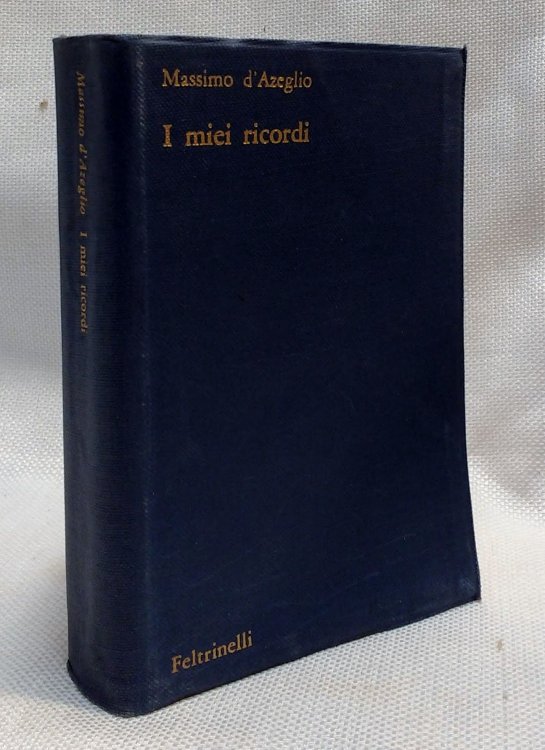 Massimo d'Azeglio
I miei ricordi
Feltrinelli
Massimo d'Azeglio I miei ricordi